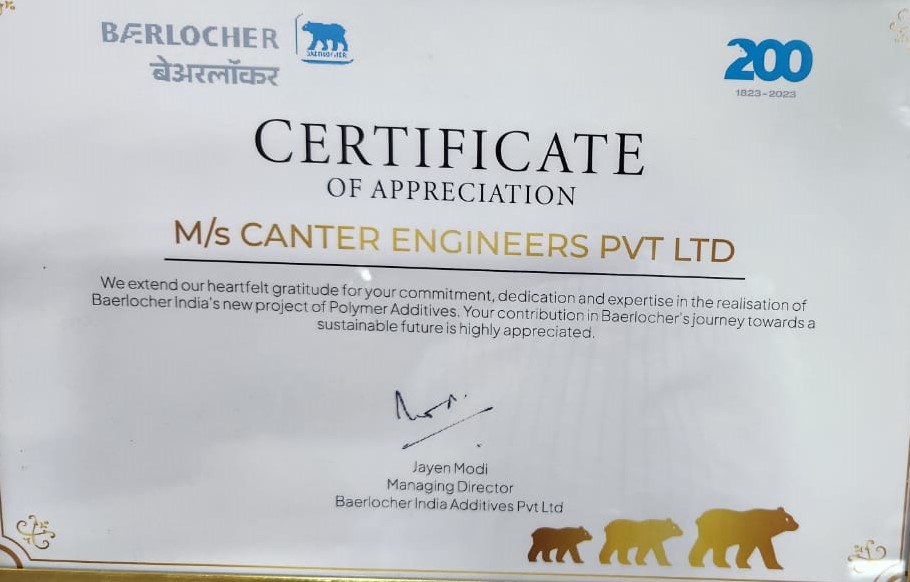 BÆRLOCHER
बेअरलॉकर
BAERLOCHER
200
1823-2023
CERTIFICATE
OF APPRECIATION
M/s CANTER ENGINEERS PVT LTD
We extend our heartfelt gratitude for your commitment, dedication and expertise in the realisation of
Baerlocher India's new project of Polymer Additives. Your contribution in Baerlocher's journey towards a
sustainable future is highly appreciated.
Jayen Modi
Managing Director
Baerlocher India Additives Pvt Ltd